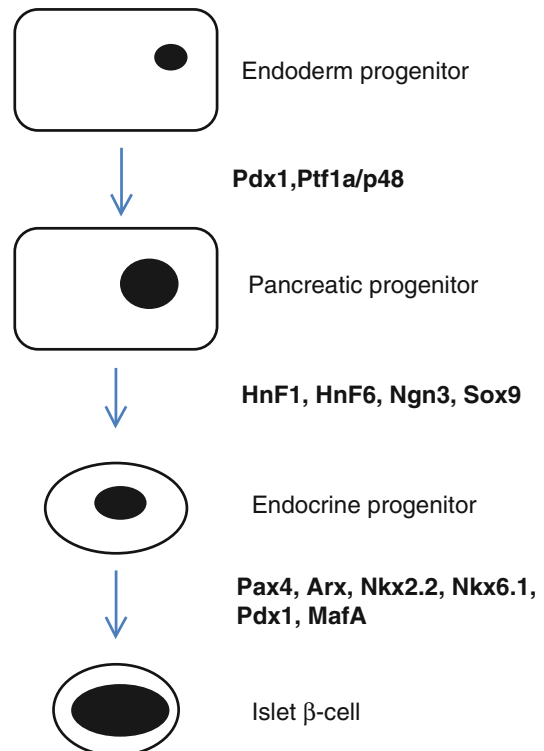 Endoderm progenitor
Pdx1,Ptf1a/p48
Pancreatic progenitor
HnF1, HnF6, Ngn3, Sox9
Endocrine progenitor
Pax4, Arx, Nkx2.2, Nkx6.1,
Pdx1, MafA
Islet β-cell